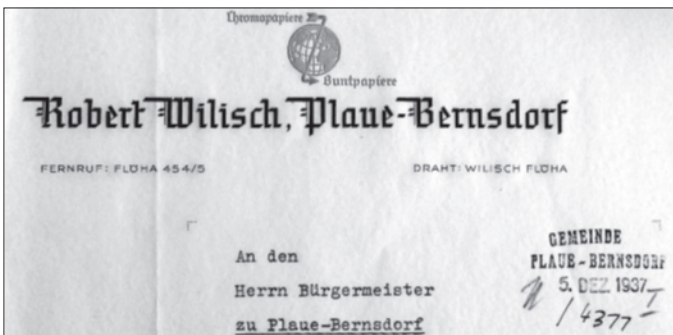 Chromopapiere
Buntpapiere
Robert Wilisch, Plaue-Bernsdorf
FERNRUF: FLÖHA 454/5
DRAHT: WILISCH FLÖHA
An den
Herrn Bürgermeister
zu Plaue-Bernsdorf
GEMEINDE
PLAUE-BERNSDORF
5. DEZ 1937
/4377